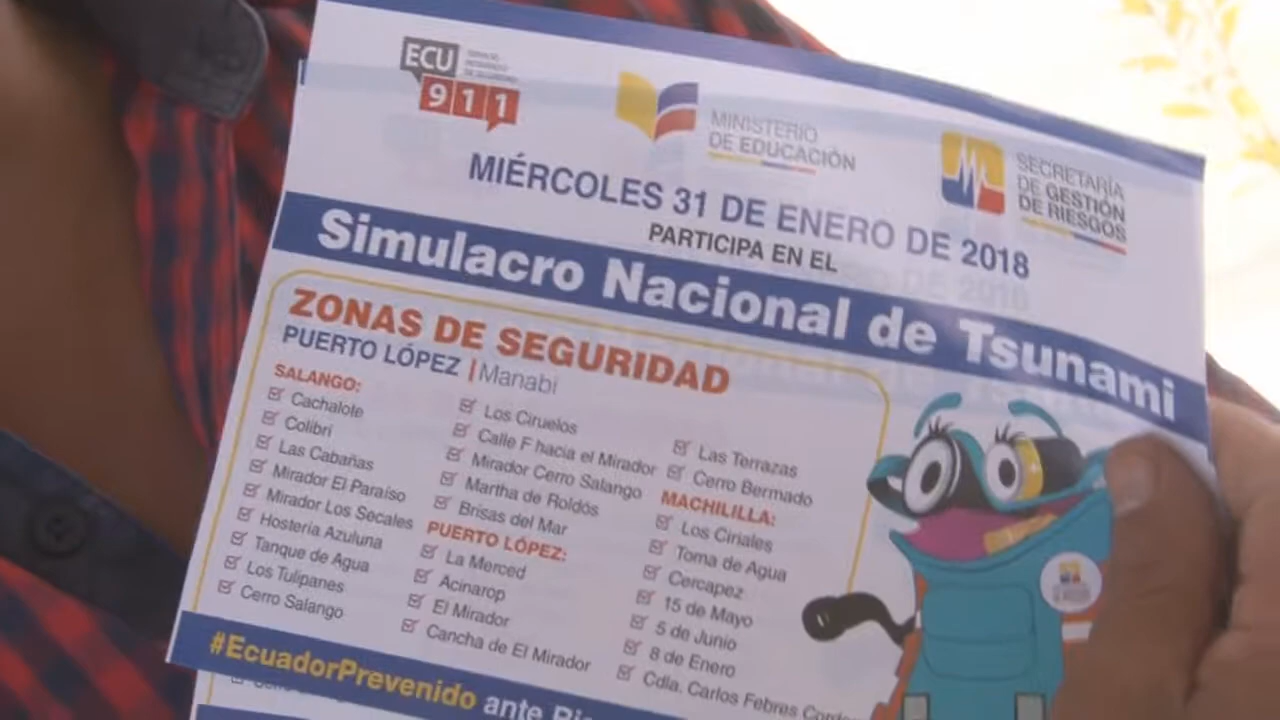 ECU
911
MINISTERIO
DE EDUCACIÓN
SECRETARÍA
DE GESTIÓN
DE RIESGOS
MIÉRCOLES 31 DE ENERO DE 2018
PARTICIPA EN EL
Simulacro Nacional de Tsunami
ZONAS DE SEGURIDAD
PUERTO LÓPEZ | Manabí
SALANGO:
Cachalote
Colibrí
Las Cabañas
Mirador El Paraíso
Mirador Los Secales
Hostería Azuluna
Tanque de Agua
Los Tulipanes
Cerro Salango
Los Ciruelos
Calle F hacia el Mirador
Mirador Cerro Salango
Martha de Roldós
Brisas del Mar
PUERTO LÓPEZ:
La Merced
Acinarop
El Mirador
Cancha de El Mirador
Las Terrazas
Cerro Bermado
MACHILILLA:
Los Ciriales
Toma de Agua
Cercapez
15 de Mayo
5 de Junio
8 de Enero
Cdla. Carlos Febres
#EcuadorPrevenido ante